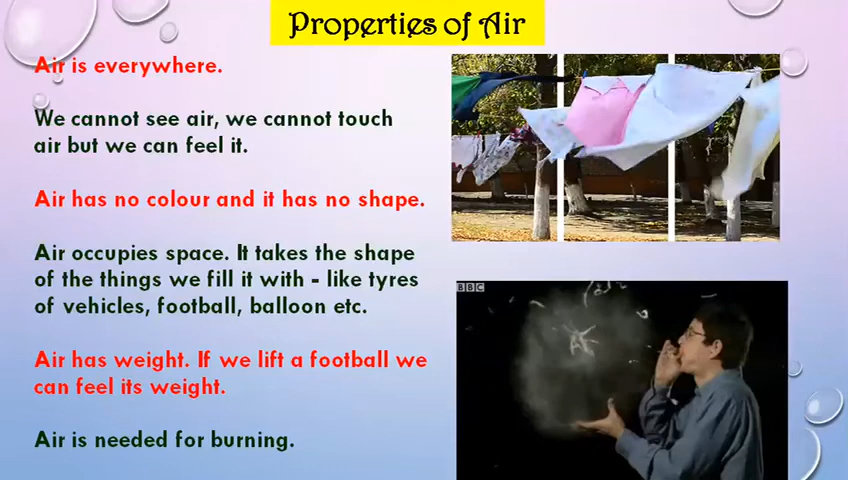 Properties of Air
Air is everywhere.
We cannot see air, we cannot touch
air but we can feel it.
Air has no colour and it has no shape.
Air occupies space. It takes the shape
of the things we fill it with - like tyres
of vehicles, football, balloon etc.
Air has weight. If we lift a football we
can feel its weight.
Air is needed for burning.
BBC